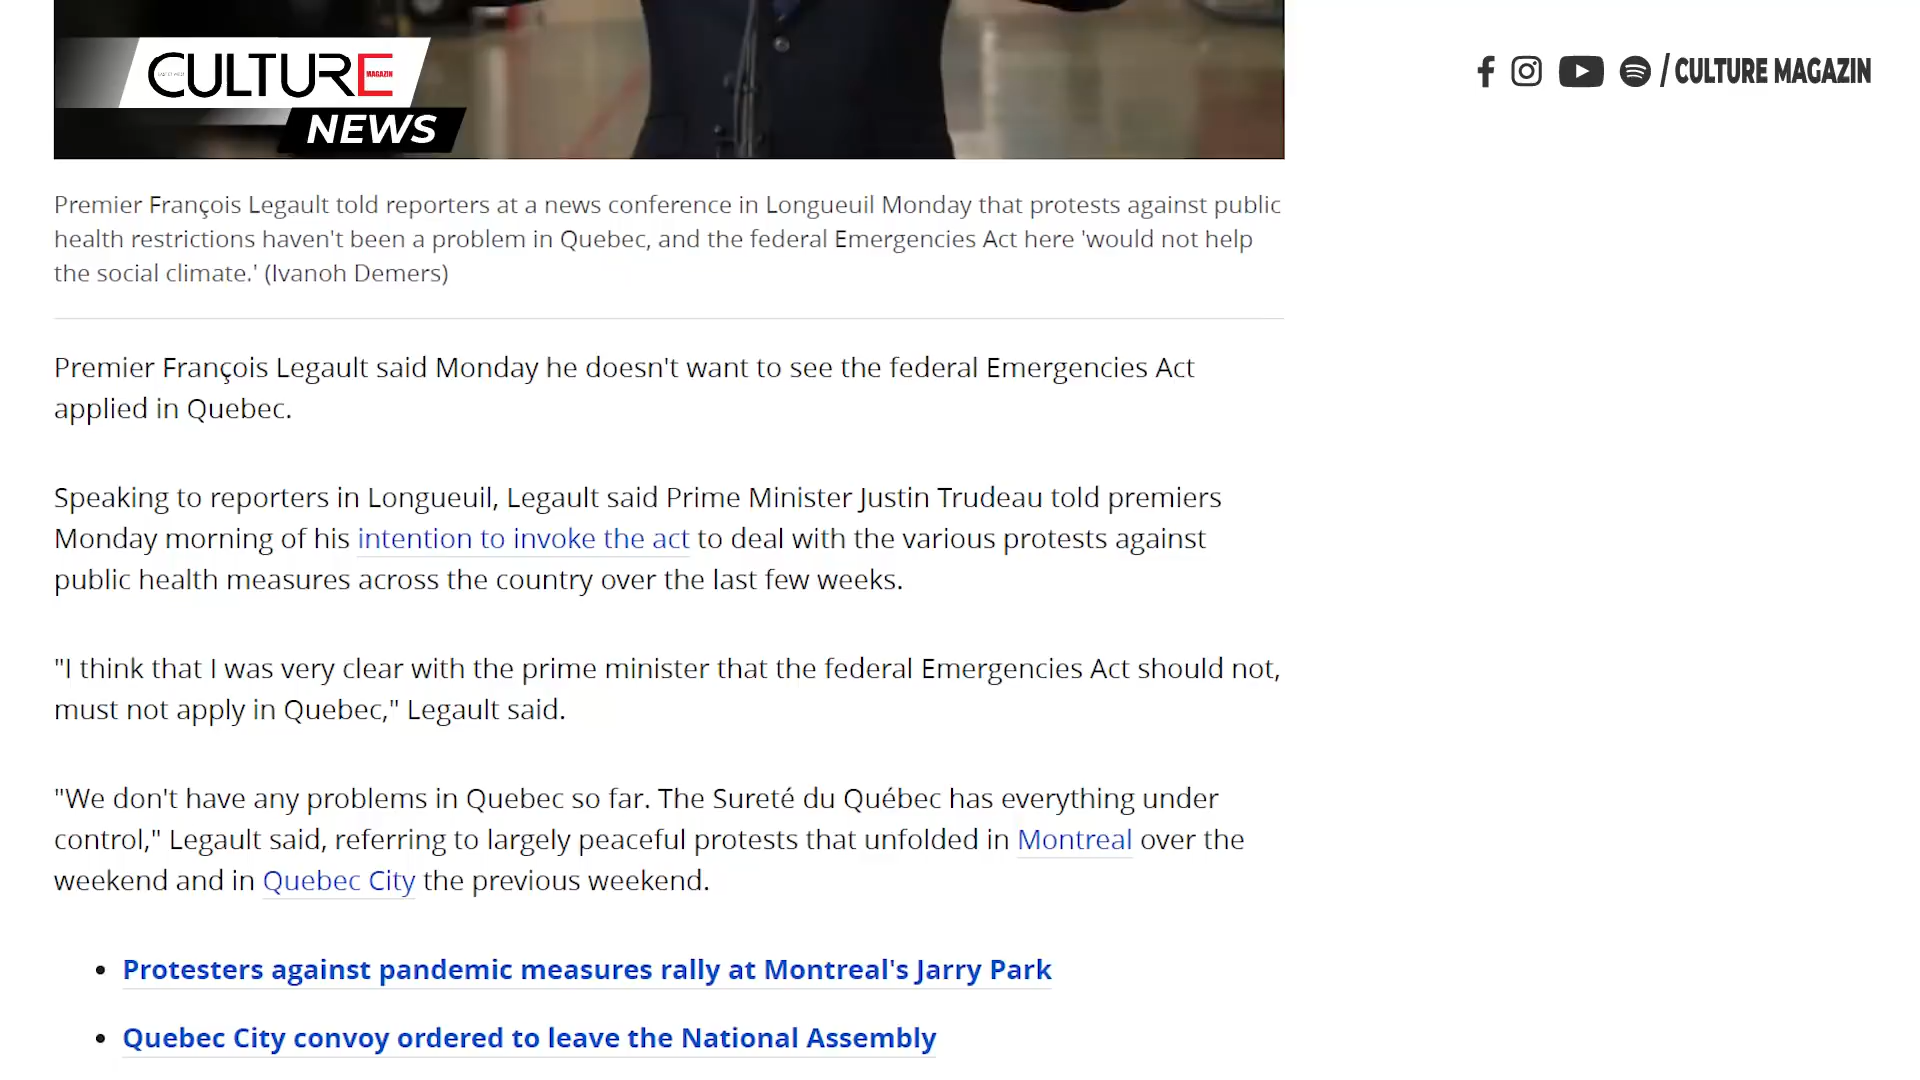 CULTURE
MAGAZIN
NEWS
/ CULTURE MAGAZIN
Premier François Legault told reporters at a news conference in Longueuil Monday that protests against public
health restrictions haven't been a problem in Quebec, and the federal Emergencies Act here 'would not help
the social climate.' (Ivanoh Demers)
Premier François Legault said Monday he doesn't want to see the federal Emergencies Act
applied in Quebec.
Speaking to reporters in Longueuil, Legault said Prime Minister Justin Trudeau told premiers
Monday morning of his intention to invoke the act to deal with the various protests against
public health measures across the country over the last few weeks.
"I think that I was very clear with the prime minister that the federal Emergencies Act should not,
must not apply in Quebec," Legault said.
"We don't have any problems in Quebec so far. The Sureté du Québec has everything under
control," Legault said, referring to largely peaceful protests that unfolded in Montreal over the
weekend and in Quebec City the previous weekend.
• Protesters against pandemic measures rally at Montreal's Jarry Park
• Quebec City convoy ordered to leave the National Assembly